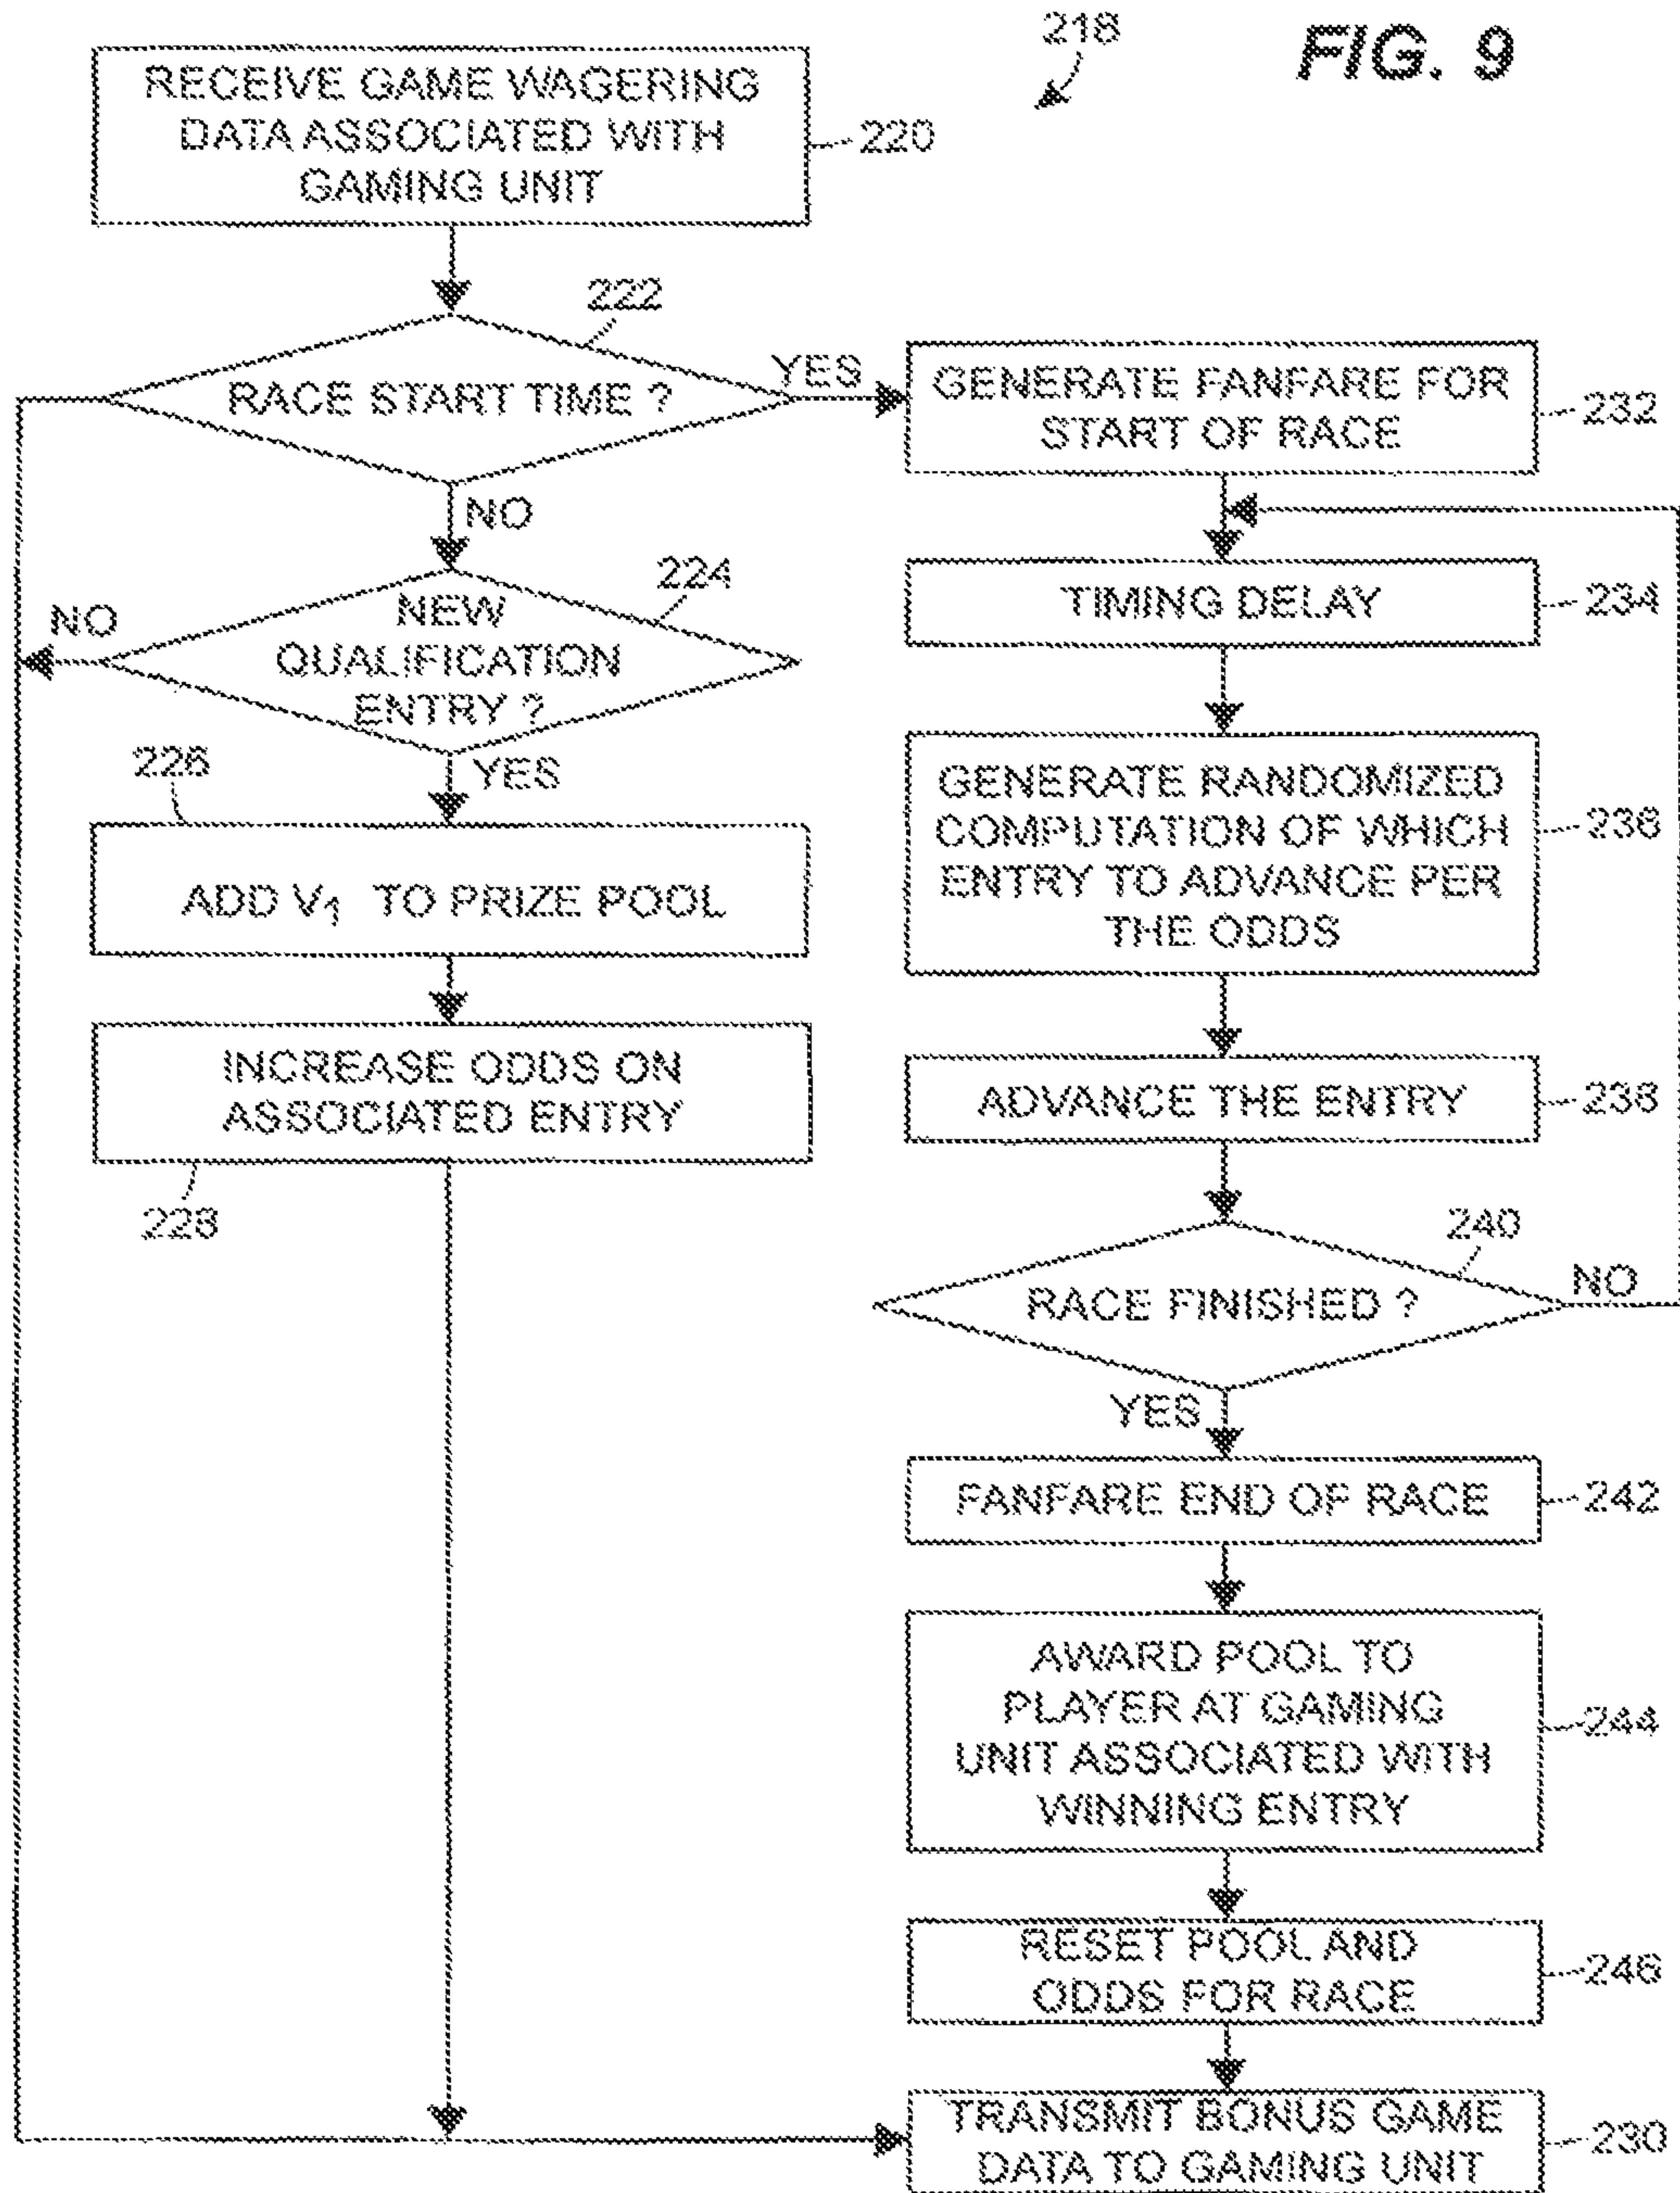 218
FIG. 9
RECEIVE GAME WAGERING
DATA ASSOCIATED WITH
GAMING UNIT
220
222
RACE START TIME ?
YES
NO
GENERATE FANFARE FOR
START OF RACE
232
224
NEW
QUALIFICATION
ENTRY ?
NO
YES
TIMING DELAY
234
226
ADD V1 TO PRIZE POOL
GENERATE RANDOMIZED
COMPUTATION OF WHICH
ENTRY TO ADVANCE PER
THE ODDS
236
INCREASE ODDS ON
ASSOCIATED ENTRY
228
ADVANCE THE ENTRY
238
240
RACE FINISHED ?
NO
YES
FANFARE END OF RACE
242
AWARD POOL TO
PLAYER AT GAMING
UNIT ASSOCIATED WITH
WINNING ENTRY
244
RESET POOL AND
ODDS FOR RACE
246
TRANSMIT BONUS GAME
DATA TO GAMING UNIT
230